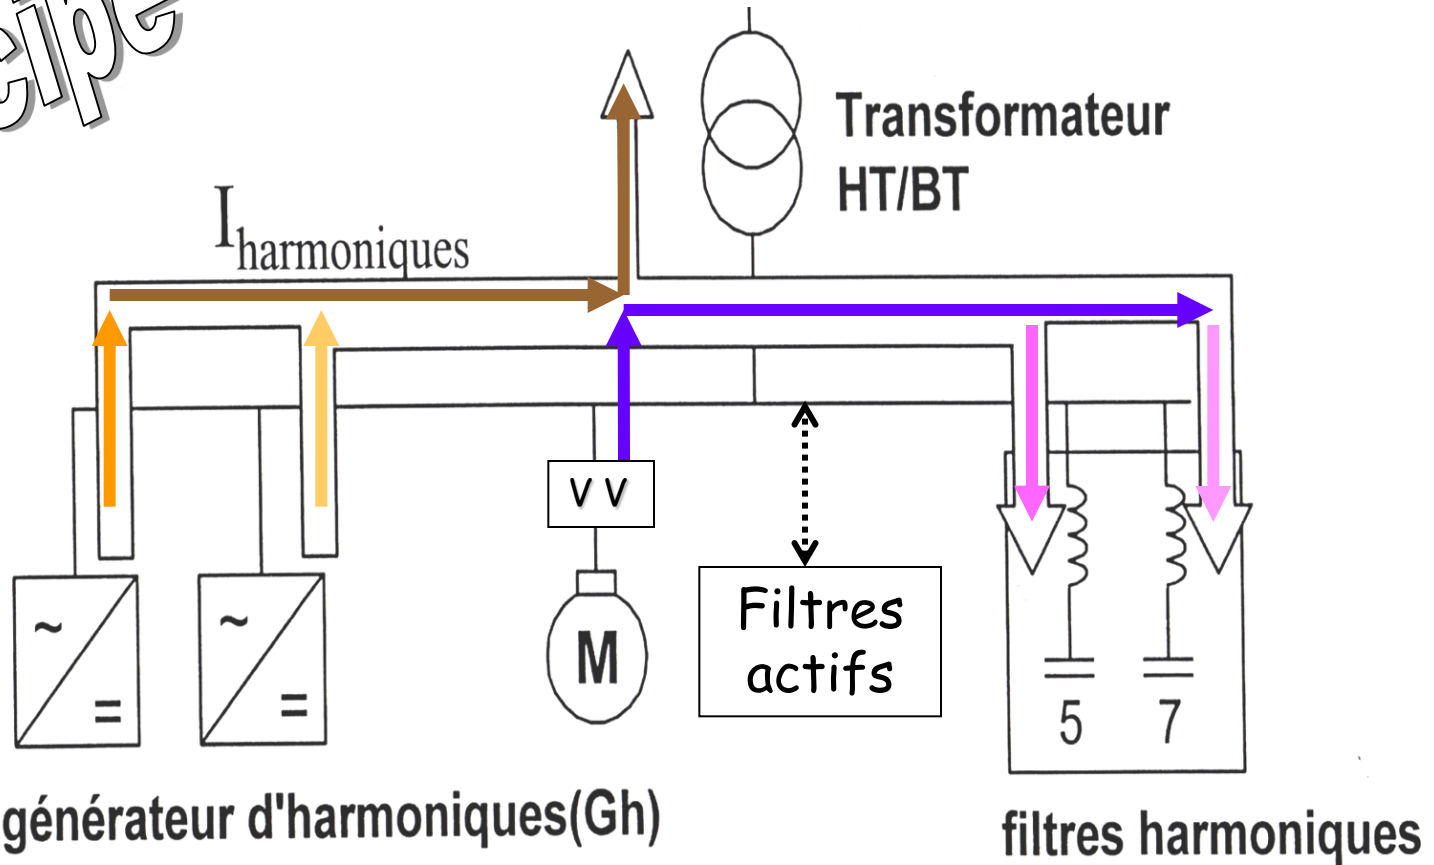 Transformateur
HT/BT
Iharmoniques
~
=
~
=
V V
M
Filtres
actifs
5 7
générateur d'harmoniques(Gh)
filtres harmoniques